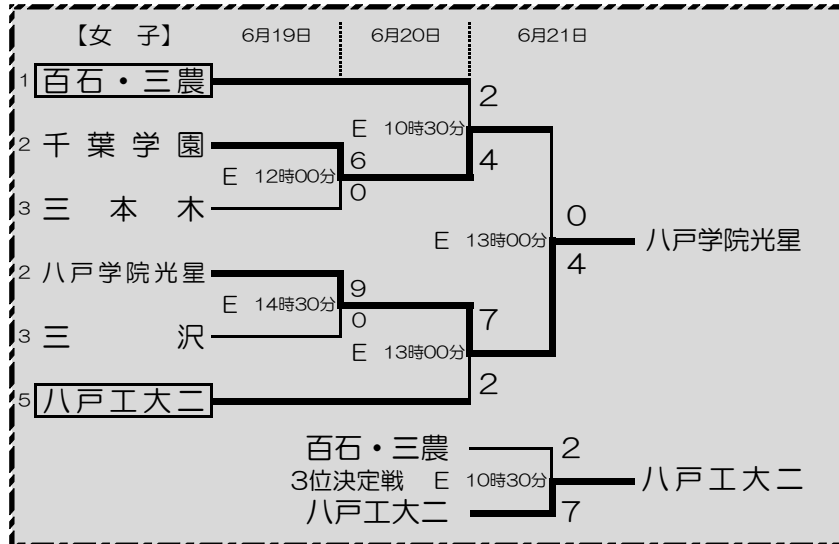 【女 子】 6月19日 6月20日 6月21日
1 百石・三農
2
2 千葉学園
E 10時30分
6
4
E 12時00分
0
3 三本木
0
E 13時00分
八戸学院光星
4
2 八戸学院光星
9
E 14時30分
0
7
3 三沢
E 13時00分
2
5 八戸工大二
百石・三農
2
3位決定戦 E 10時30分
八戸工大二
八戸工大二
7